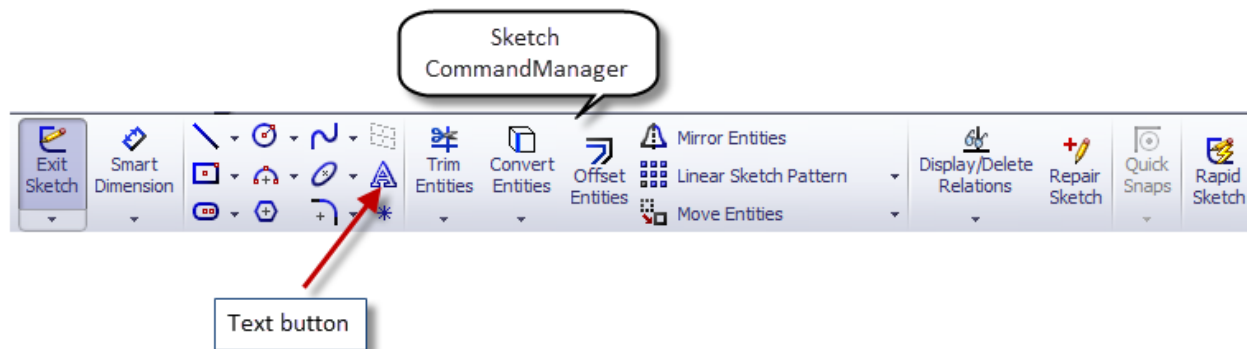 Sketch
CommandManager
Exit
Sketch
Smart
Dimension
Trim
Entities
Convert
Entities
Offset
Entities
Mirror Entities
Linear Sketch Pattern
Move Entities
Display/Delete
Relations
Repair
Sketch
Quick
Snaps
Rapid
Sketch
Text button